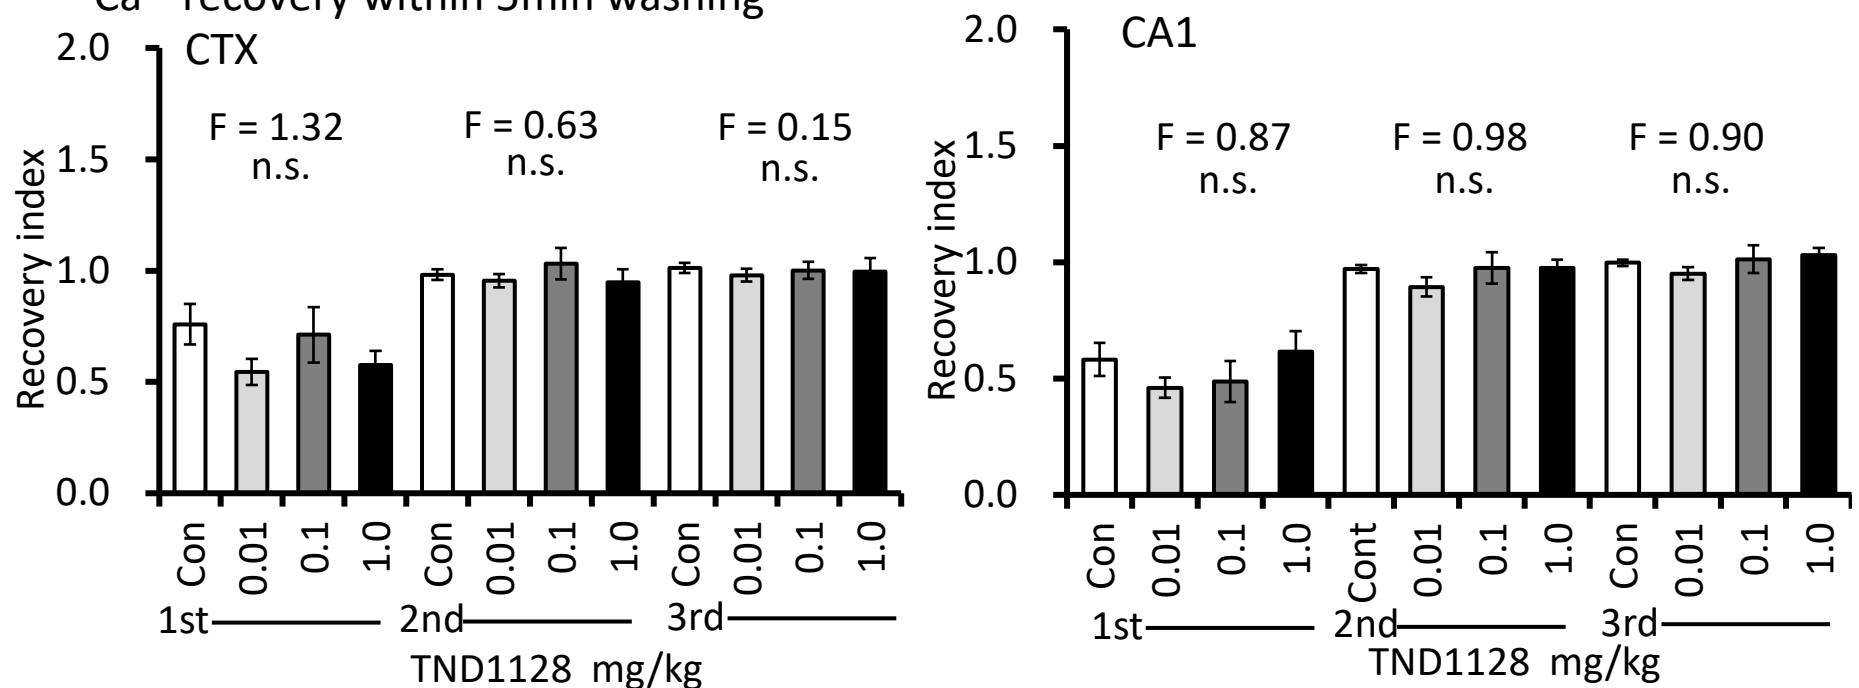 Ca recovery within 5min washing
CTX
2.0
1.5
1.0
0.5
0.0
Recovery index
F = 1.32
n.s.
F = 0.63
n.s.
F = 0.15
n.s.
Con
0.01
0.1
1.0
Con
0.01
0.1
1.0
Con
0.01
0.1
1.0
1st
2nd
3rd
TND1128 mg/kg
CA1
2.0
1.5
1.0
0.5
0.0
Recovery index
F = 0.87
n.s.
F = 0.98
n.s.
F = 0.90
n.s.
Con
0.01
0.1
1.0
Cont
0.01
0.1
1.0
Con
0.01
0.1
1.0
1st
2nd
3rd
TND1128 mg/kg